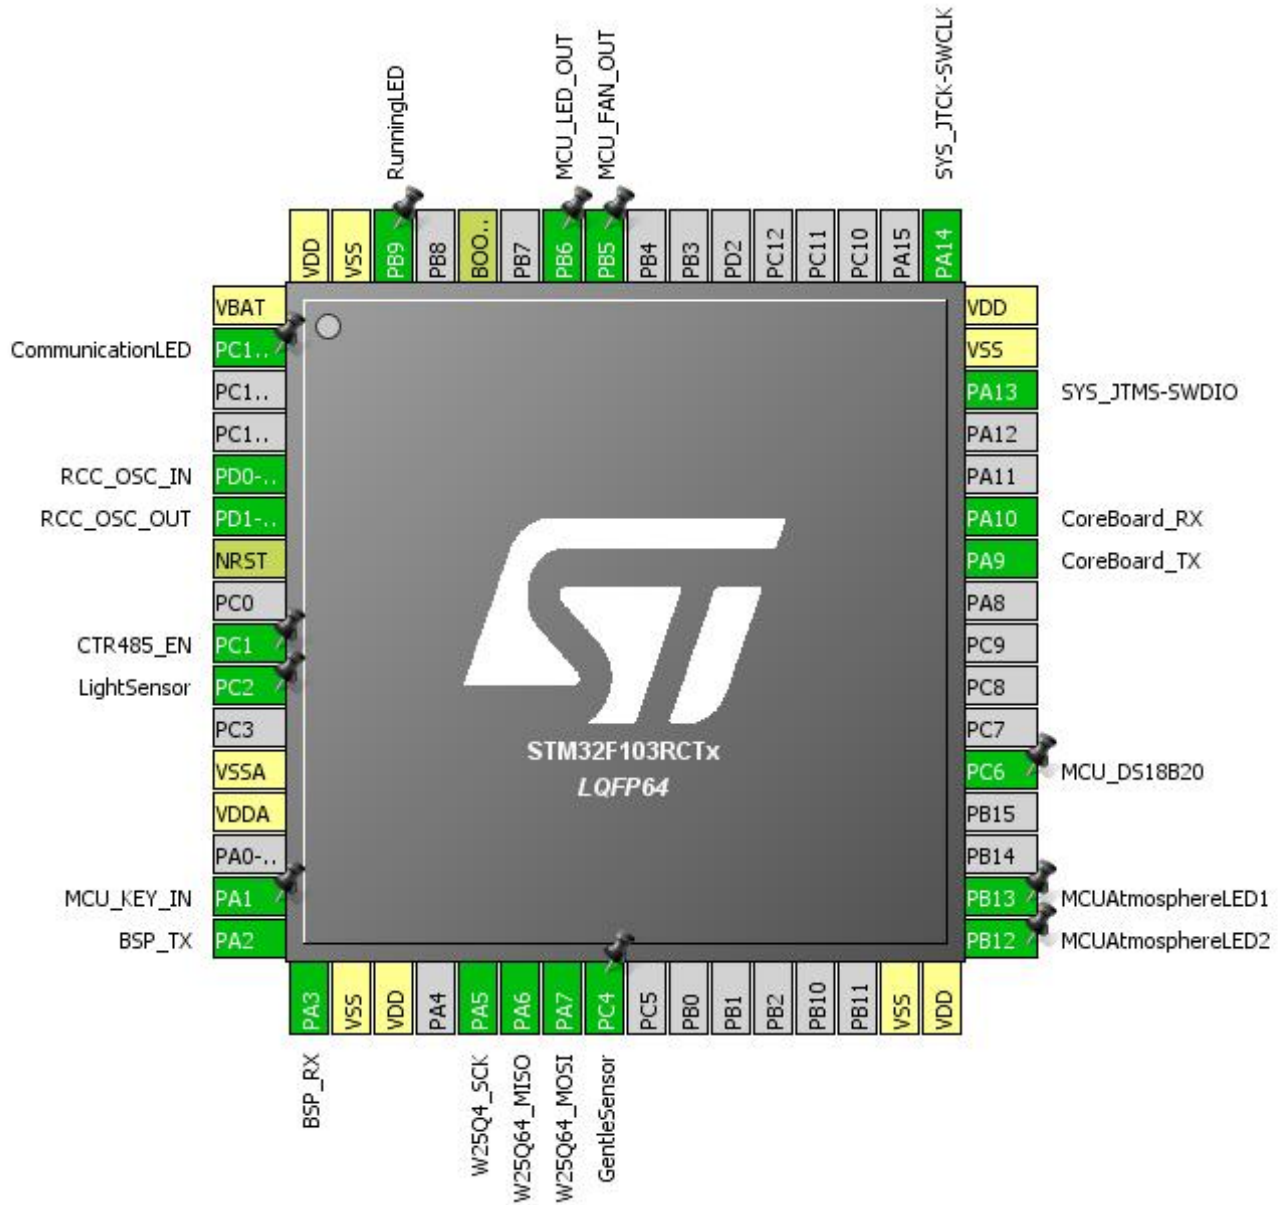 RunningLED
MCU_LED_OUT
MCU_FAN_OUT
SYS_JTCK-SWCLK
VDD
VSS
PB9
PB8
BOO..
PB7
PB6
PB5
PB4
PB3
PD2
PC12
PC11
PC10
PA15
PA14
VBAT
CommunicationLED PC1..
PC1..
PC1..
RCC_OSC_IN PD0-..
RCC_OSC_OUT PD1-..
NRST
PC0
CTR485_EN PC1
LightSensor PC2
PC3
VSSA
VDDA
PA0-..
MCU_KEY_IN PA1
BSP_TX PA2
ST
STM32F103RCTx
LQFP64
VDD
VSS
PA13 SYS_JTMS-SWDIO
PA12
PA11
PA10 CoreBoard_RX
PA9 CoreBoard_TX
PA8
PC9
PC8
PC7
PC6 MCU_DS18B20
PB15
PB14
PB13 MCUAtmosphereLED1
PB12 MCUAtmosphereLED2
PA3
VSS
VDD
PA4
PA5
PA6
PA7
PC4
PC5
PB0
PB1
PB2
PB10
PB11
VSS
VDD
BSP_RX
W25Q4_SCK
W25Q64_MISO
W25Q64_MOSI
GentleSensor